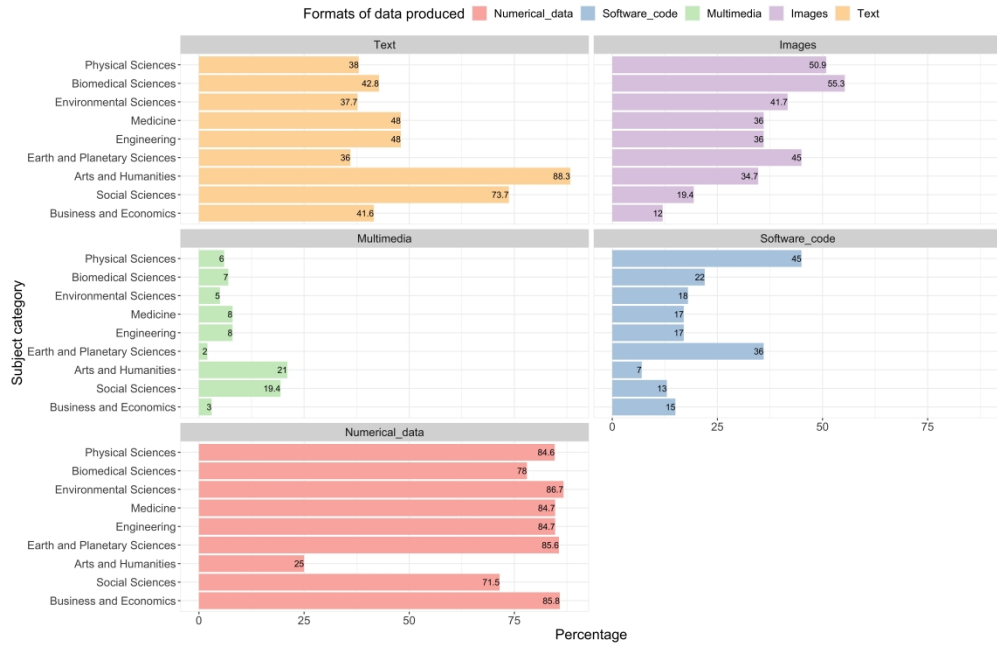 Formats of data produced Numerical_data Software_code Multimedia Images Text
Text
Physical Sciences 38
Biomedical Sciences 42.8
Environmental Sciences 37.7
Medicine 48
Engineering 48
Earth and Planetary Sciences 36
Arts and Humanities 88.3
Social Sciences 73.7
Business and Economics 41.6
Images
50.9
55.3
41.7
36
36
45
34.7
19.4
12
Subject category
Multimedia
Physical Sciences 6
Biomedical Sciences 7
Environmental Sciences 5
Medicine 8
Engineering 8
Earth and Planetary Sciences 2
Arts and Humanities 21
Social Sciences 19.4
Business and Economics 3
Software_code
45
22
18
17
17
36
7
13
15
0 25 50 75
Numerical_data
Physical Sciences 84.6
Biomedical Sciences 78
Environmental Sciences 86.7
Medicine 84.7
Engineering 84.7
Earth and Planetary Sciences 85.6
Arts and Humanities 25
Social Sciences 71.5
Business and Economics 85.8
0 25 50 75
Percentage